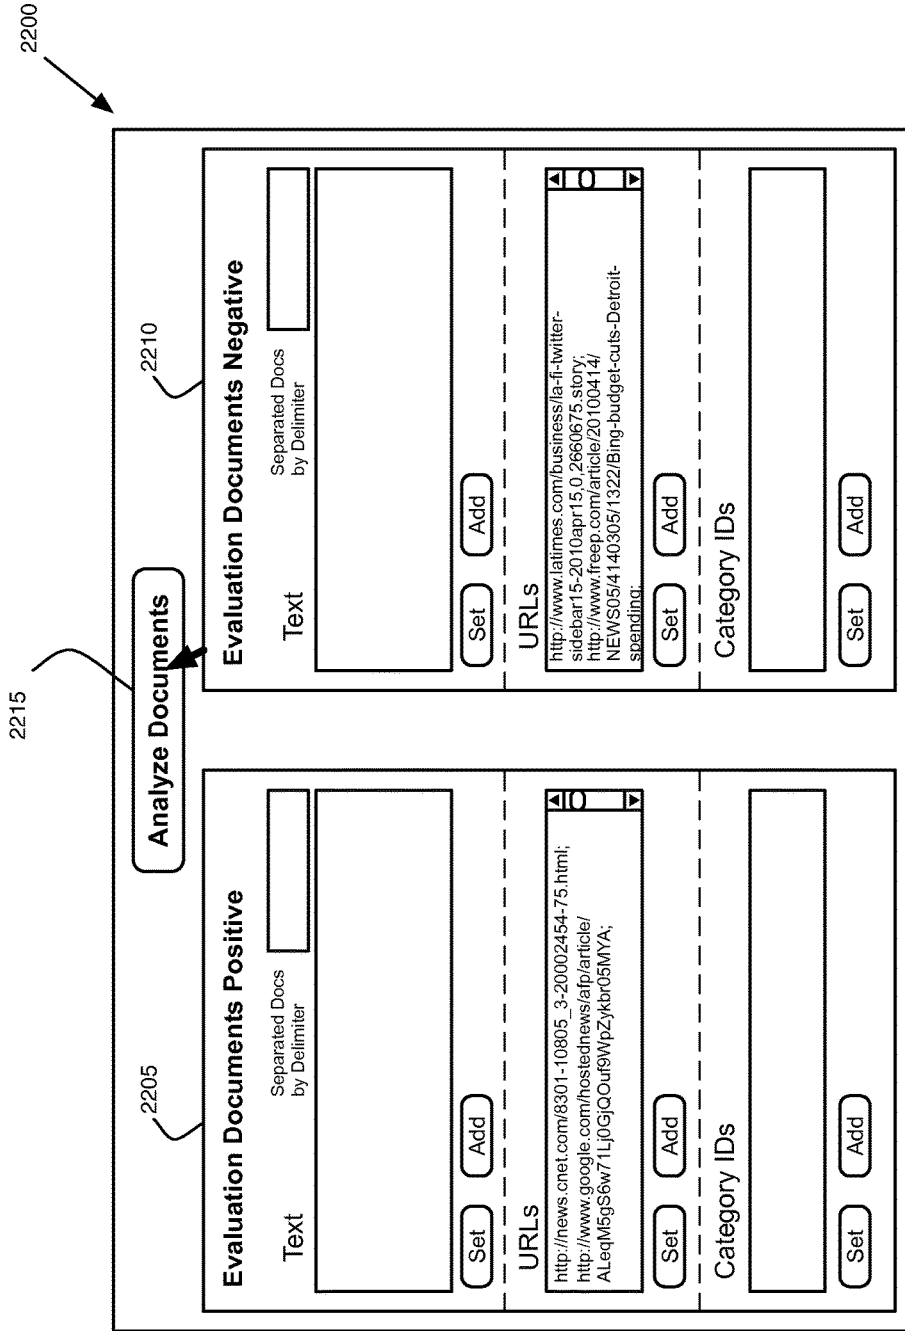 2200
2215
Analyze Documents
2205
Evaluation Documents Positive
Text
Separated Docs
by Delimiter
Set
Add
URLs
http://news.cnet.com/8301-10805_3-20002454-75.html;
http://www.google.com/hostednews/afp/article/
ALeqM5gS6w71Lj0GjQOuf9WpZykbr05MYA;
Set
Add
Category IDs
Set
Add
2210
Evaluation Documents Negative
Text
Separated Docs
by Delimiter
Set
Add
URLs
http://www.latimes.com/business/la-fi-twitter-
sidebar15-2010apr15,0,2660675.story;
http://www.freep.com/article/20100414/
NEWS05/4140305/1322/Bing-budget-cuts-Detroit-
spending;
Set
Add
Category IDs
Set
Add